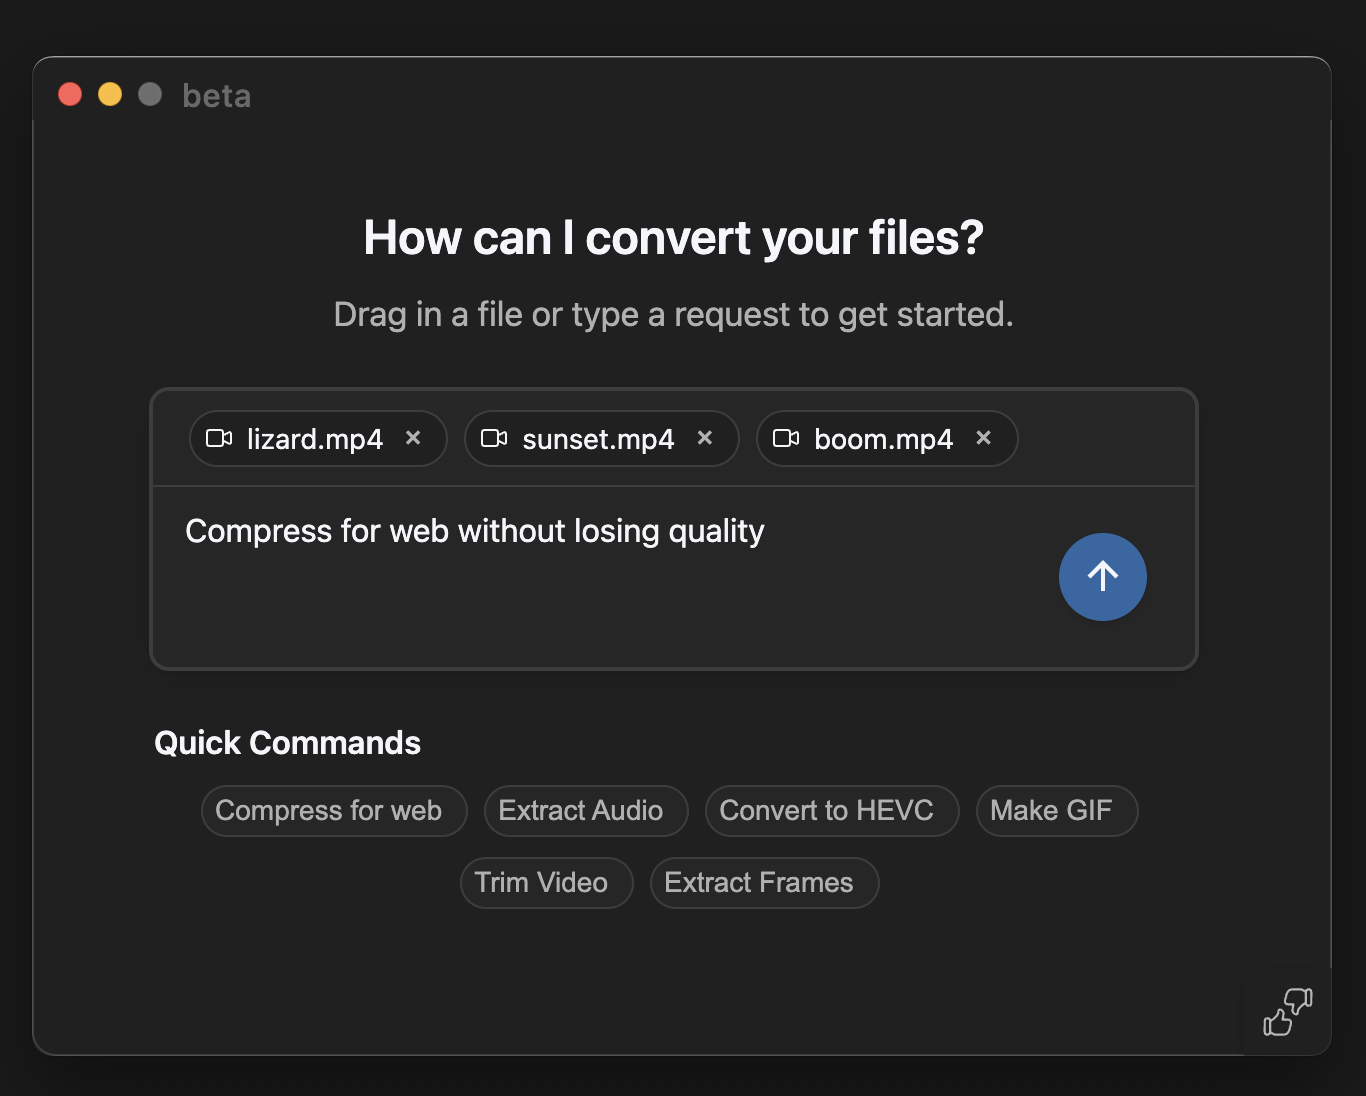 beta
How can I convert your files?
Drag in a file or type a request to get started.
lizard.mp4 × sunset.mp4 × boom.mp4 ×
Compress for web without losing quality
Quick Commands
Compress for web Extract Audio Convert to HEVC Make GIF
Trim Video Extract Frames